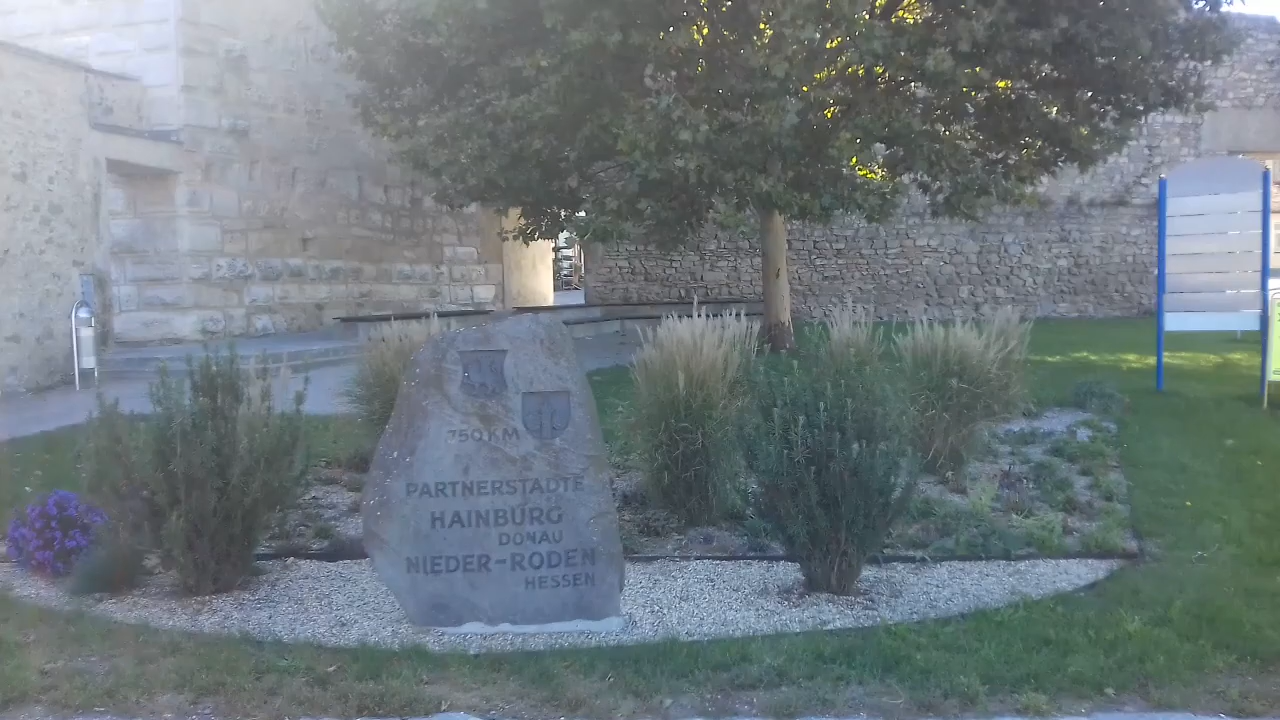 750 KM
PARTNERSTÄDTE
HAINBURG
DONAU
NIEDER-RODEN
HESSEN